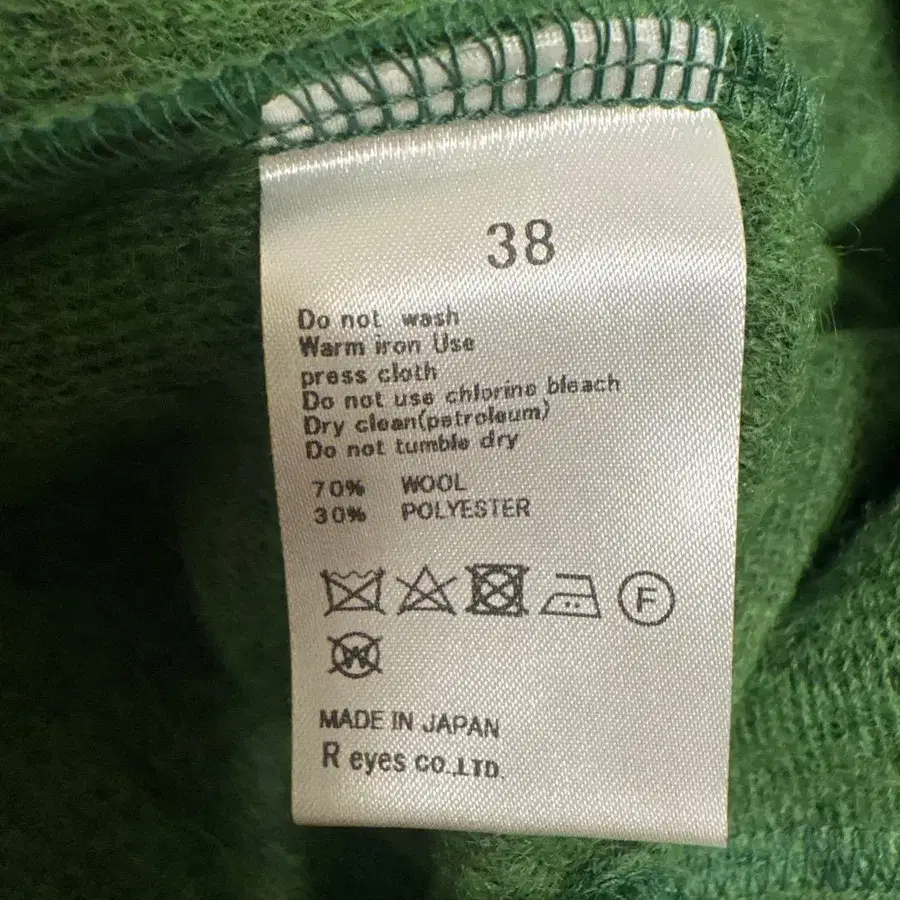 38
Do not wash
Warm iron Use
press cloth
Do not use chlorine bleach
Dry clean(petroleum)
Do not tumble dry
70% WOOL
30% POLYESTER
F
W
MADE IN JAPAN
R eyes co.,LTD.